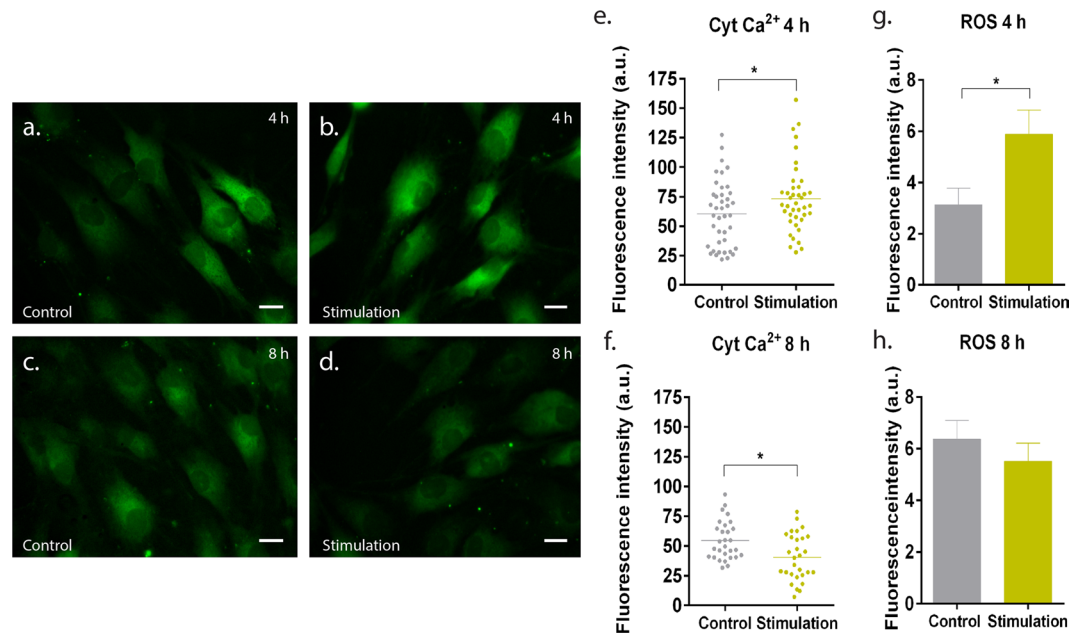 a.
4 h
Control
b.
4 h
Stimulation
c.
8 h
Control
d.
8 h
Stimulation
e.
Cyt Ca²⁺ 4 h
Fluorescence intensity (a.u.)
175
150
125
100
75
50
25
0
*
Control Stimulation
g.
ROS 4 h
Fluorescence intensity (a.u.)
8
6
4
2
0
*
Control Stimulation
f.
Cyt Ca²⁺ 8 h
Fluorescence intensity (a.u.)
175
150
125
100
75
50
25
0
*
Control Stimulation
h.
ROS 8 h
Fluorescenceintensity (a.u.)
8
6
4
2
0
Control Stimulation